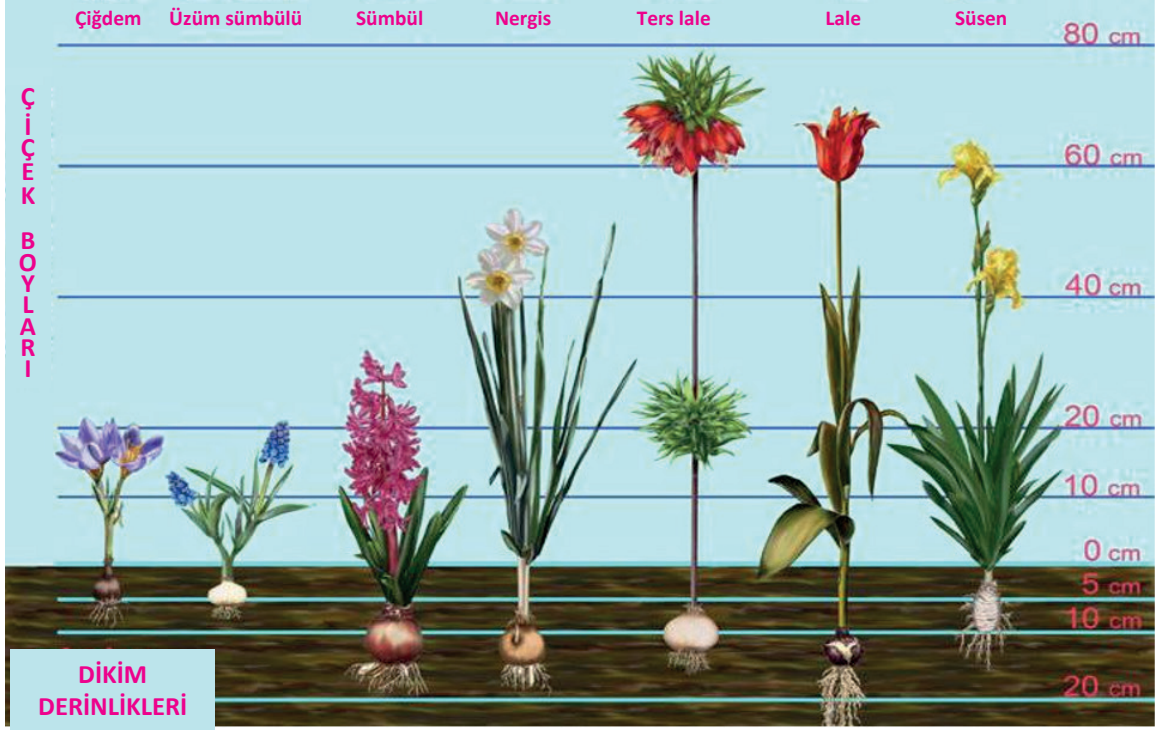 Çiğdem Üzüm sümbülü Sümbül Nergis Ters lale Lale Süsen
ÇİÇEK BOYLARI
80 cm
60 cm
40 cm
20 cm
10 cm
0 cm
5 cm
10 cm
20 cm
DİKİM
DERİNLİKLERİ